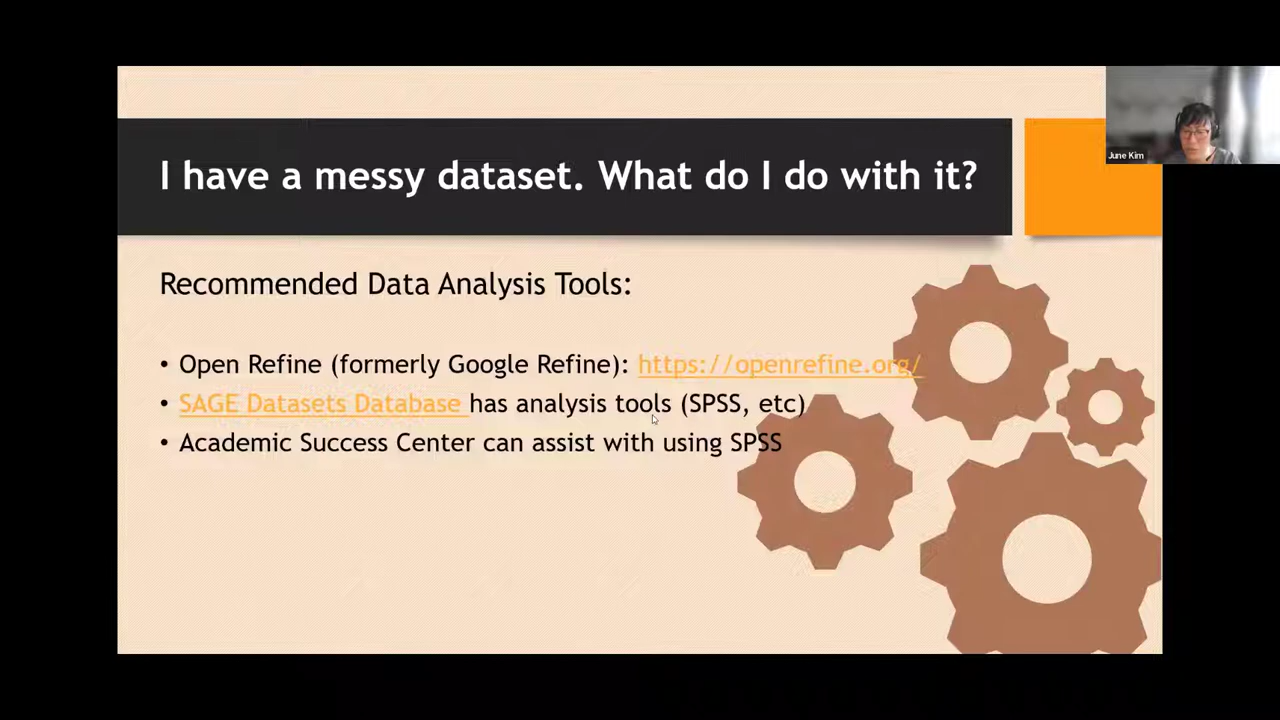 I have a messy dataset. What do I do with it?
June Kim
Recommended Data Analysis Tools:
• Open Refine (formerly Google Refine): https://openrefine.org/
• SAGE Datasets Database has analysis tools (SPSS, etc)
• Academic Success Center can assist with using SPSS